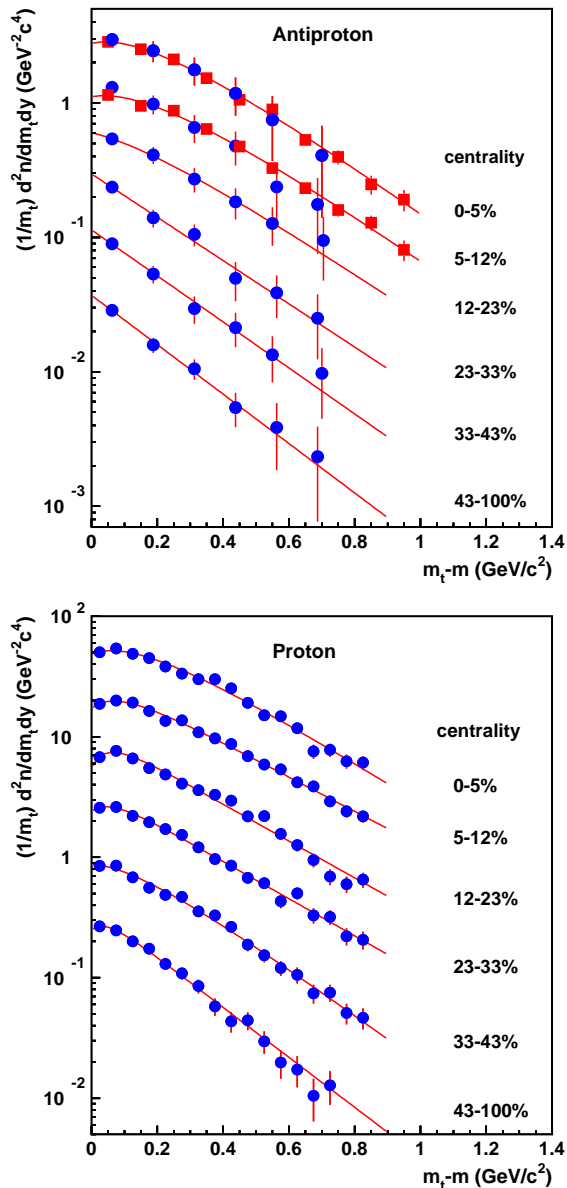 Antiproton
(1/m_t) d²n/dm_tdy (GeV⁻²c⁴)
1
10⁻¹
10⁻²
10⁻³
centrality
0-5%
5-12%
12-23%
23-33%
33-43%
43-100%
0 0.2 0.4 0.6 0.8 1 1.2 1.4
m_t-m (GeV/c²)
Proton
(1/m_t) d²n/dm_tdy (GeV⁻²c⁴)
10²
10
1
10⁻¹
10⁻²
centrality
0-5%
5-12%
12-23%
23-33%
33-43%
43-100%
0 0.2 0.4 0.6 0.8 1 1.2 1.4
m_t-m (GeV/c²)